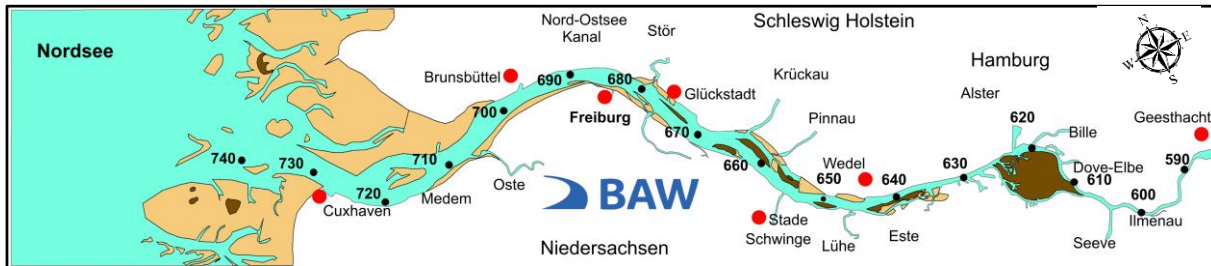 Nordsee
Brunsbüttel
Nord-Ostsee
Kanal
Stör
Schleswig Holstein
Hamburg
N
E
W
S
Krückau
Pinnau
Glückstadt
Freiburg
Alster
Bille
Geesthacht
Wedel
Dove-Elbe
740
730
720
710
700
690
680
670
660
650
640
630
620
610
600
590
Cuxhaven
Medem
Oste
BAW
Stade
Schwinge
Lühe
Este
Seeve
Ilmenau
Niedersachsen